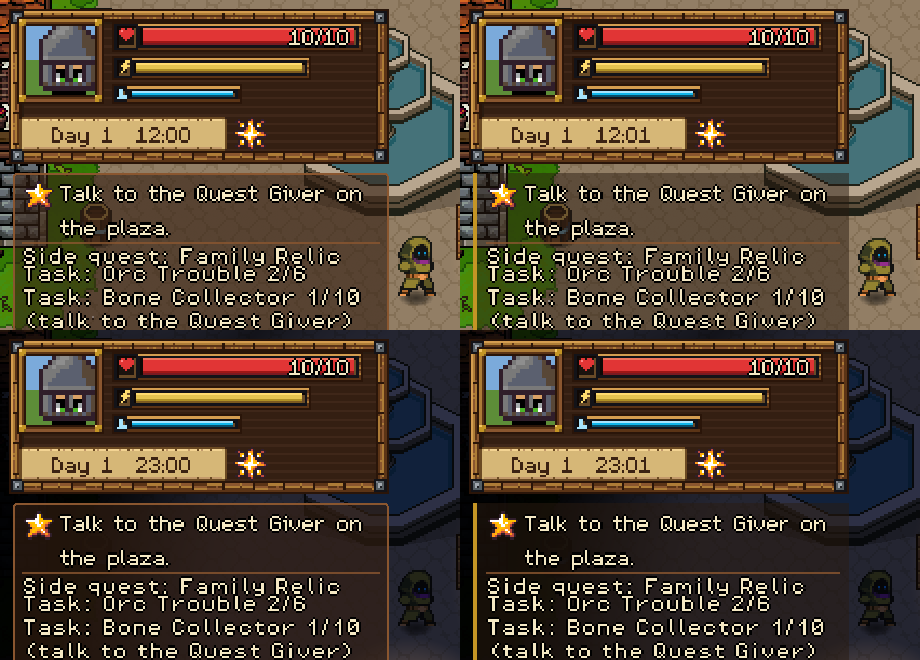 10/10
Day 1 12:00
Talk to the Quest Giver on
the plaza.
Side quest: Family Relic
Task: Orc Trouble 2/6
Task: Bone Collector 1/10
(talk to the Quest Giver)
10/10
Day 1 12:01
Talk to the Quest Giver on
the plaza.
Side quest: Family Relic
Task: Orc Trouble 2/6
Task: Bone Collector 1/10
(talk to the Quest Giver)
10/10
Day 1 23:00
Talk to the Quest Giver on
the plaza.
Side quest: Family Relic
Task: Orc Trouble 2/6
Task: Bone Collector 1/10
(talk to the Quest Giver)
10/10
Day 1 23:01
Talk to the Quest Giver on
the plaza.
Side quest: Family Relic
Task: Orc Trouble 2/6
Task: Bone Collector 1/10
(talk to the Quest Giver)